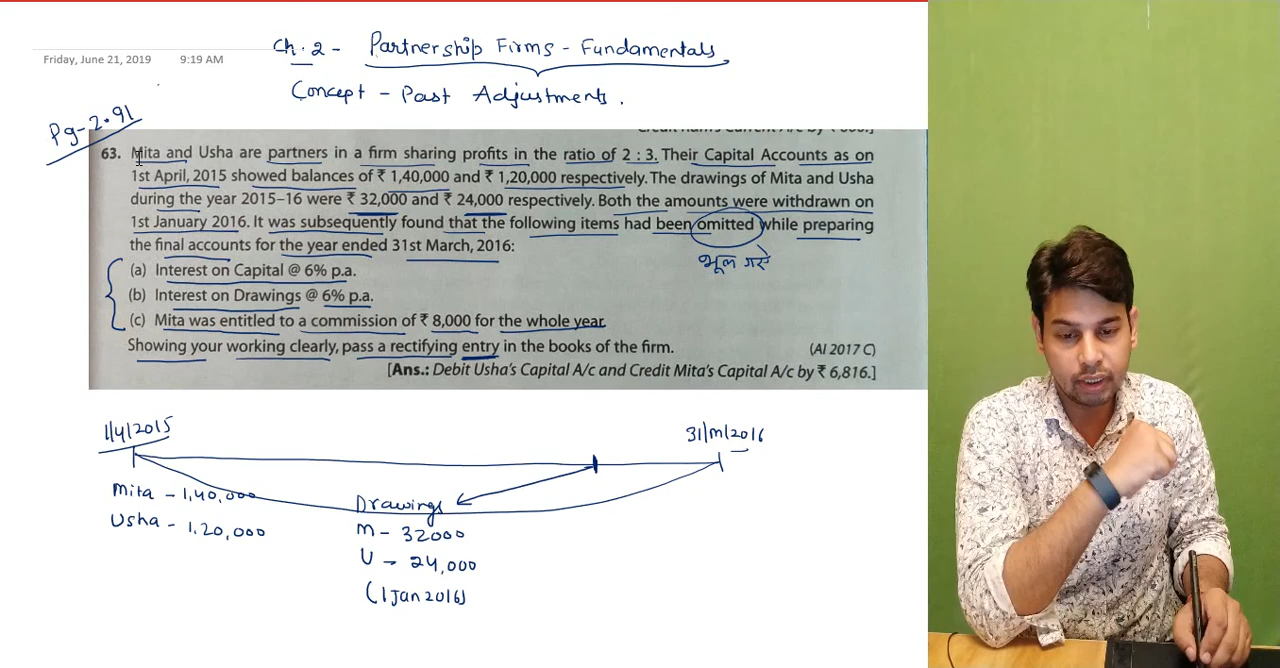 Ch. 2 - Partnership Firms - Fundamentals
Friday, June 21, 2019 9:19 AM
Concept - Past Adjustments.
Pg-2.91
63. Mita and Usha are partners in a firm sharing profits in the ratio of 2 : 3. Their Capital Accounts as on
1st April, 2015 showed balances of ₹ 1,40,000 and ₹ 1,20,000 respectively. The drawings of Mita and Usha
during the year 2015–16 were ₹ 32,000 and ₹ 24,000 respectively. Both the amounts were withdrawn on
1st January 2016. It was subsequently found that the following items had been omitted while preparing
the final accounts for the year ended 31st March, 2016:
भूल गए
(a) Interest on Capital @ 6% p.a.
(b) Interest on Drawings @ 6% p.a.
(c) Mita was entitled to a commission of ₹ 8,000 for the whole year.
Showing your working clearly, pass a rectifying entry in the books of the firm. (AI 2017 C)
[Ans.: Debit Usha's Capital A/c and Credit Mita's Capital A/c by ₹ 6,816.]
1/4/2015 31/m/2016
Mita - 1,40,000
Usha - 1,20,000
Drawings
M - 32000
U - 24,000
(1 Jan 2016)